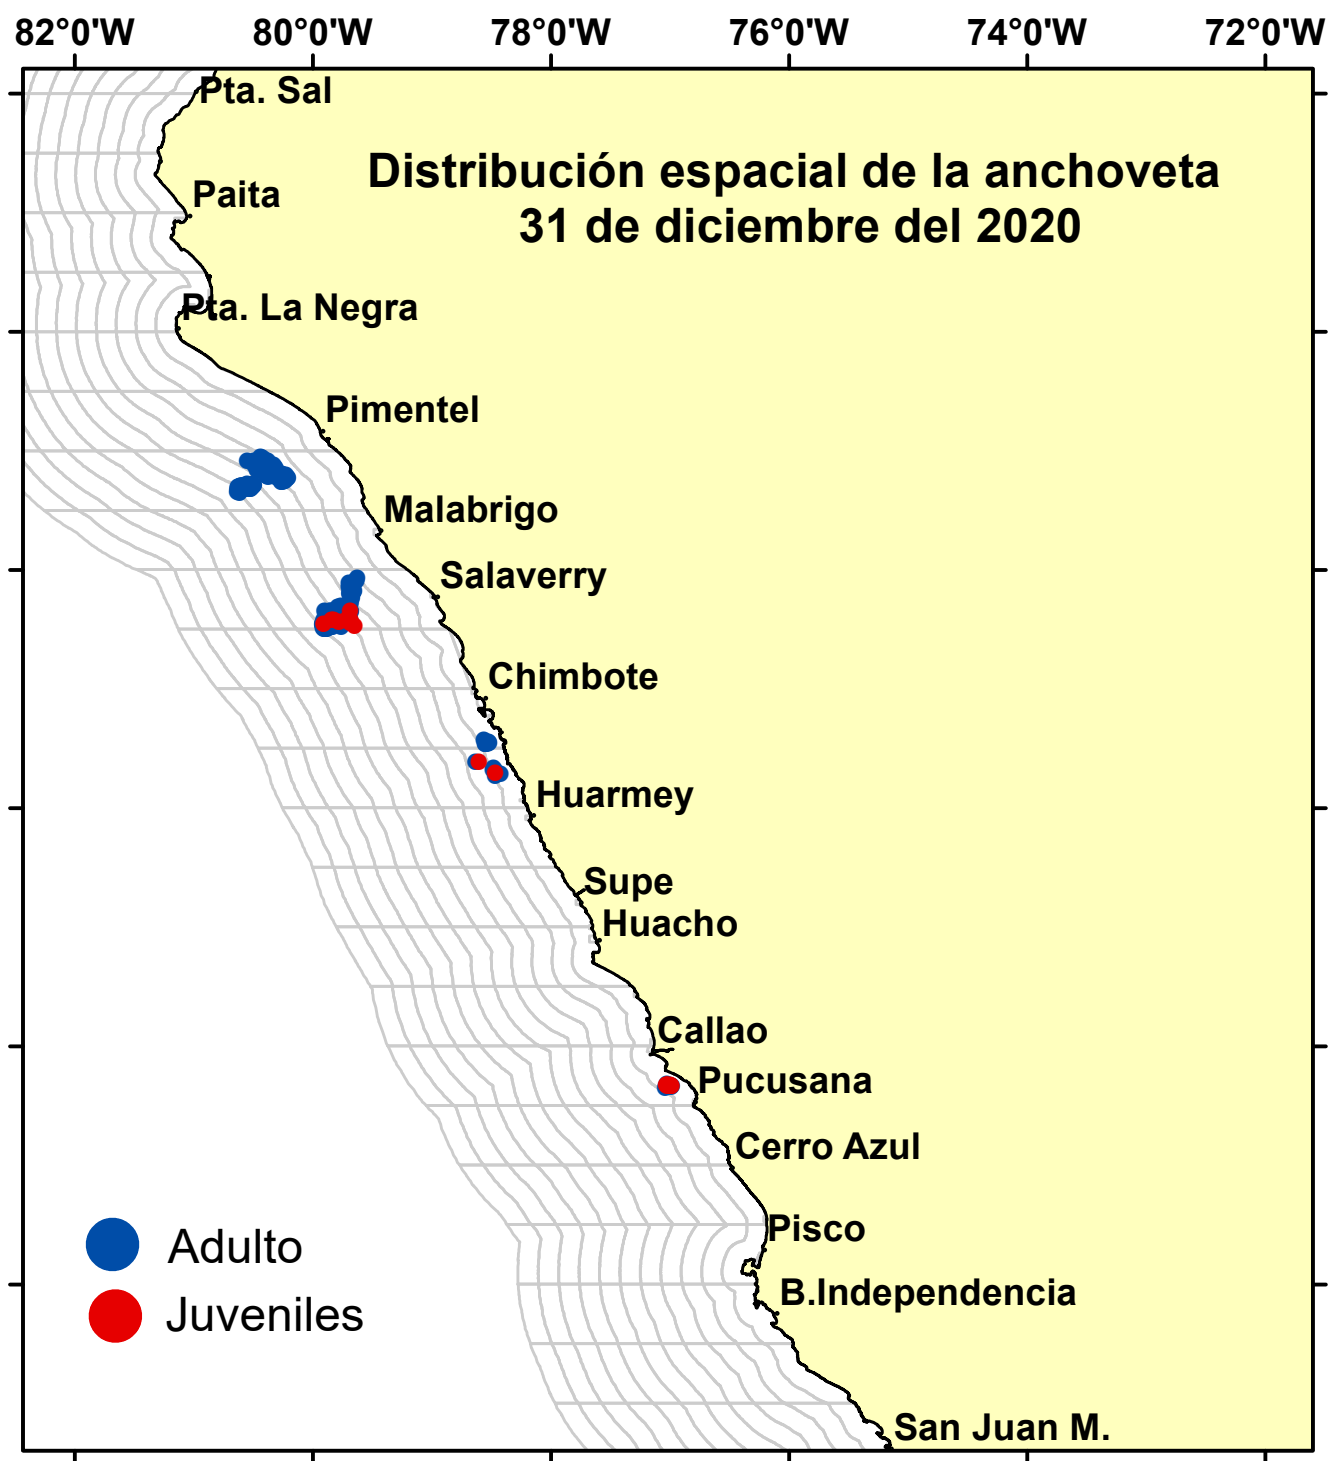 82°0'W 80°0'W 78°0'W 76°0'W 74°0'W 72°0'W
Pta. Sal
Distribución espacial de la anchoveta
31 de diciembre del 2020
Paita
Pta. La Negra
Pimentel
Malabrigo
Salaverry
Chimbote
Huarmey
Supe
Huacho
Callao
Pucusana
Cerro Azul
Pisco
B.Independencia
San Juan M.
Adulto
Juveniles